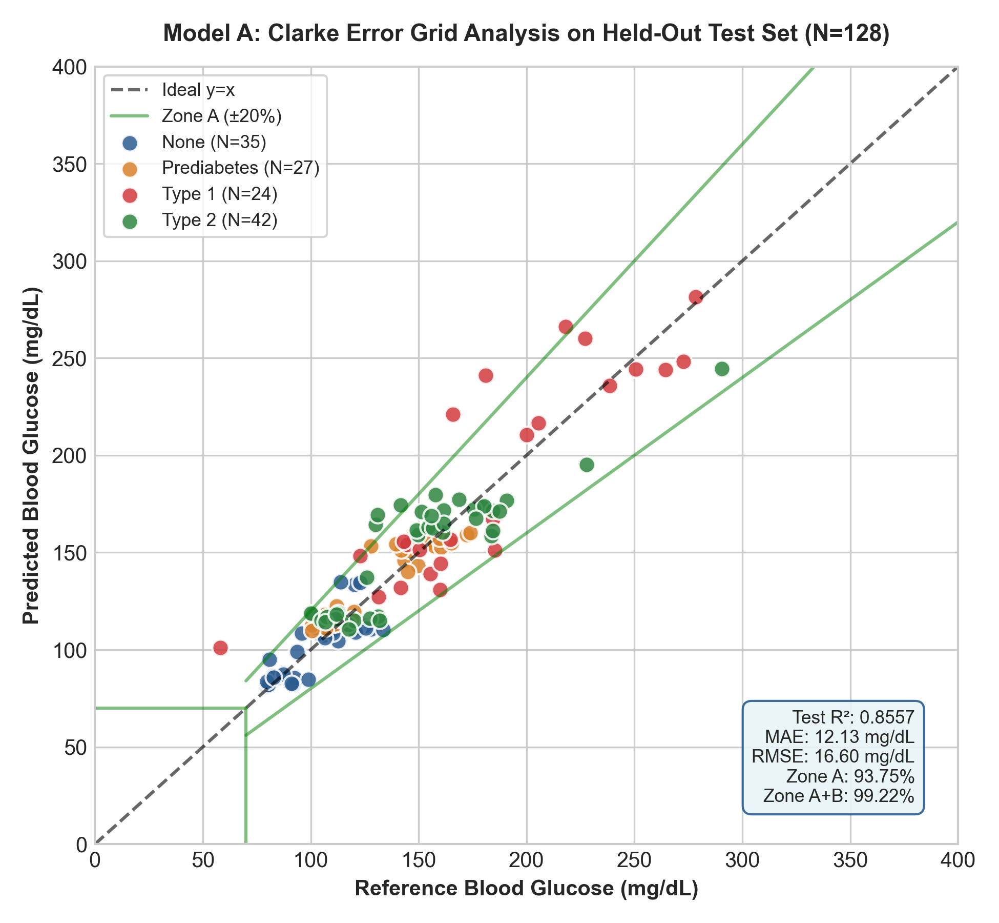 Model A: Clarke Error Grid Analysis on Held-Out Test Set (N=128)
Predicted Blood Glucose (mg/dL)
400
350
300
250
200
150
100
50
0
Ideal y=x
Zone A (±20%)
None (N=35)
Prediabetes (N=27)
Type 1 (N=24)
Type 2 (N=42)
Test R²: 0.8557
MAE: 12.13 mg/dL
RMSE: 16.60 mg/dL
Zone A: 93.75%
Zone A+B: 99.22%
0 50 100 150 200 250 300 350 400
Reference Blood Glucose (mg/dL)